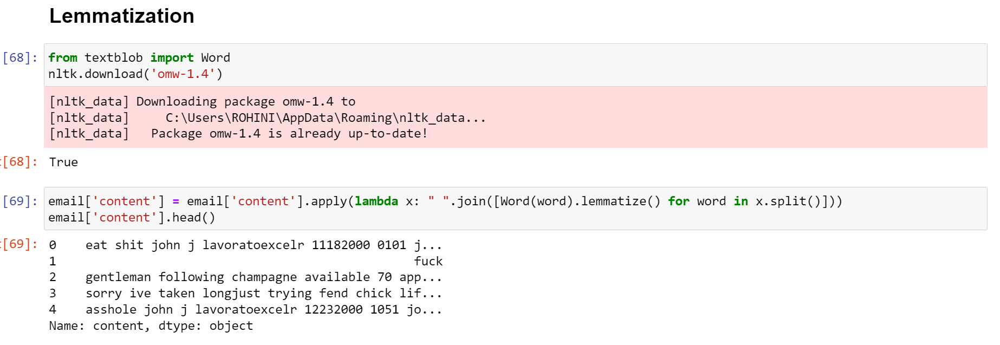 Lemmatization
[68]: from textblob import Word
nltk.download('omw-1.4')
[nltk_data] Downloading package omw-1.4 to
[nltk_data]     C:\Users\ROHINI\AppData\Roaming\nltk_data...
[nltk_data]   Package omw-1.4 is already up-to-date!
t[68]: True
[69]: email['content'] = email['content'].apply(lambda x: " ".join([Word(word).lemmatize() for word in x.split()]))
email['content'].head()
t[69]: 0    eat shit john j lavoratoexcelr 11182000 0101 j...
1                                                 fuck
2    gentleman following champagne available 70 app...
3    sorry ive taken longjust trying fend chick lif...
4    asshole john j lavoratoexcelr 12232000 1051 jo...
Name: content, dtype: object